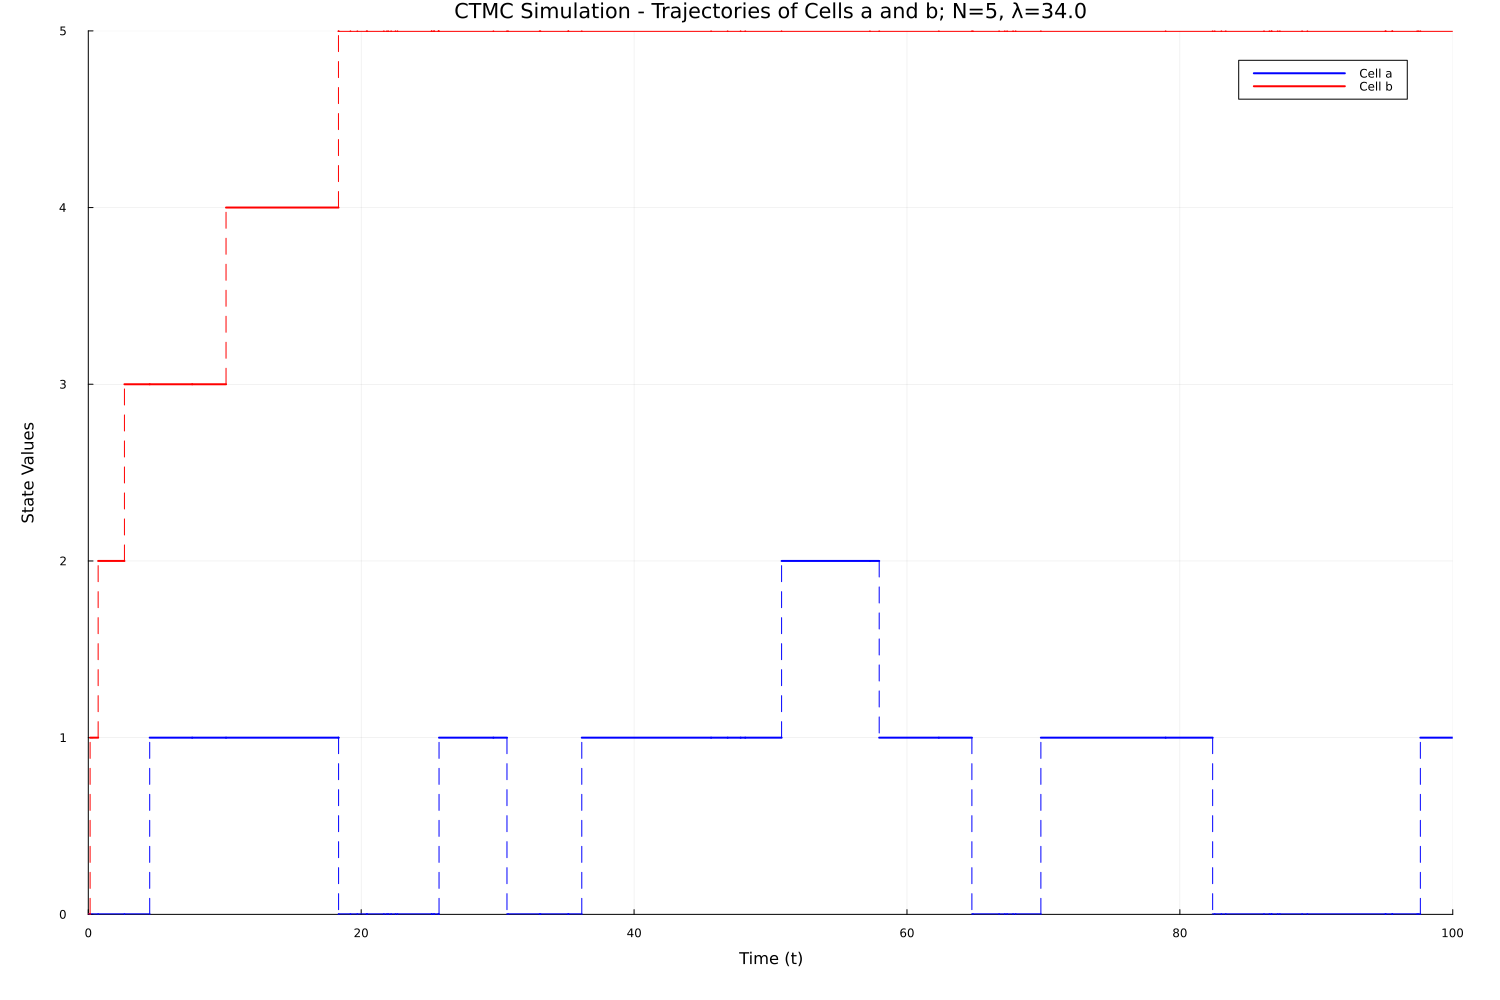 CTMC Simulation - Trajectories of Cells a and b; N=5, λ=34.0
5
Cell a
Cell b
4
3
State Values
2
1
0
0 20 40 60 80 100
Time (t)